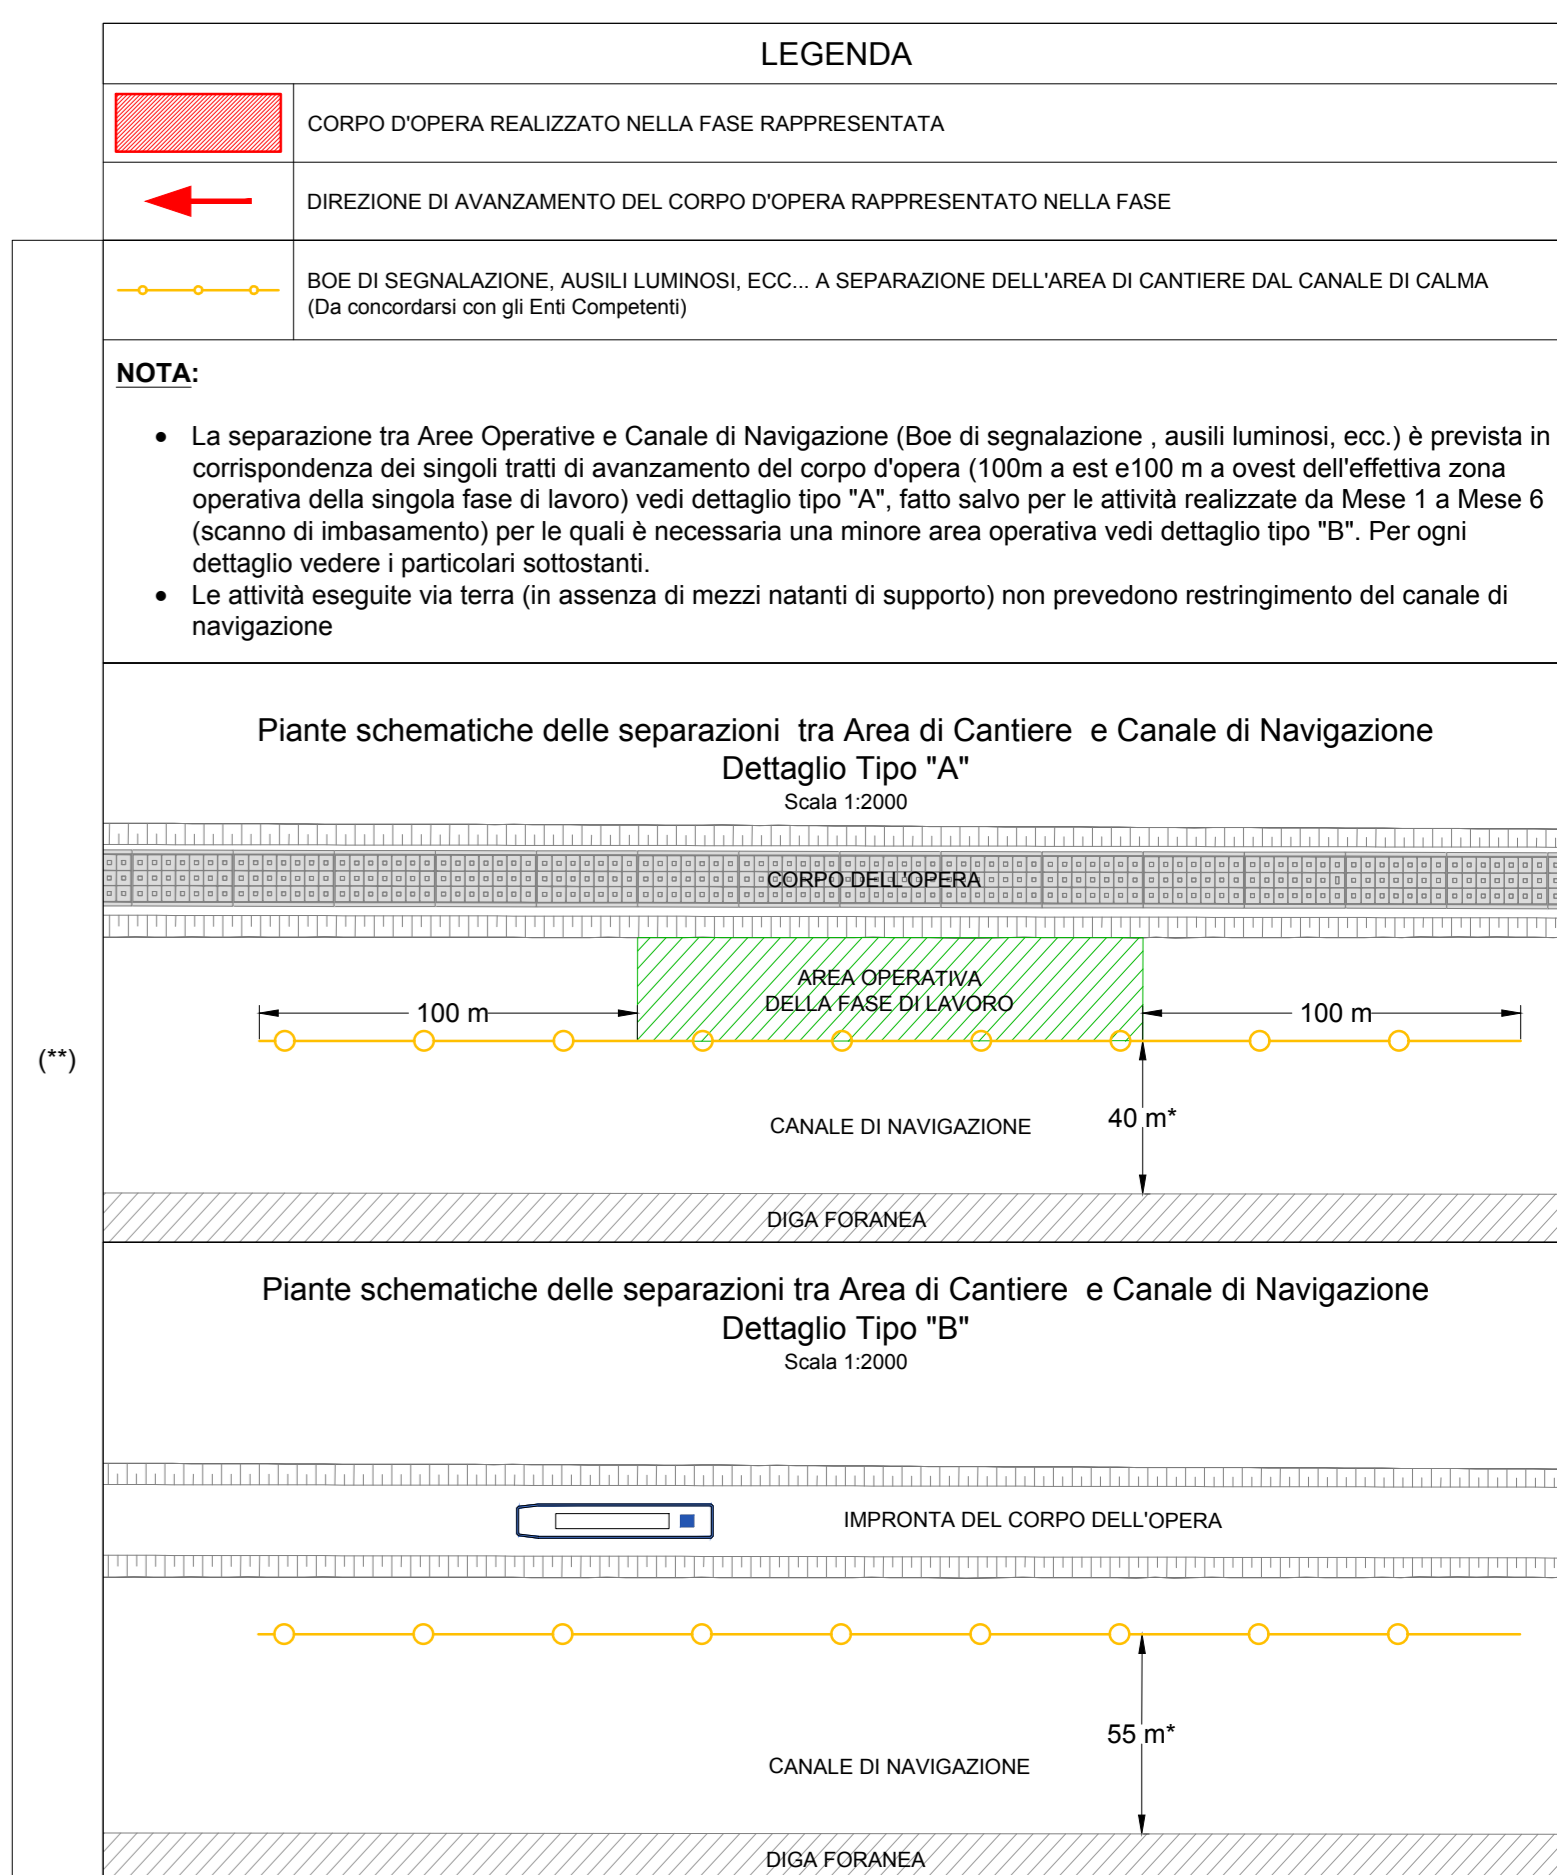 LEGENDA
CORPO D'OPERA REALIZZATO NELLA FASE RAPPRESENTATA
DIREZIONE DI AVANZAMENTO DEL CORPO D'OPERA RAPPRESENTATO NELLA FASE
BOE DI SEGNALAZIONE, AUSILI LUMINOSI, ECC... A SEPARAZIONE DELL'AREA DI CANTIERE DAL CANALE DI CALMA
(Da concordarsi con gli Enti Competenti)
NOTA:
• La separazione tra Aree Operative e Canale di Navigazione (Boe di segnalazione , ausili luminosi, ecc.) è prevista in
corrispondenza dei singoli tratti di avanzamento del corpo d'opera (100m a est e100 m a ovest dell'effettiva zona
operativa della singola fase di lavoro) vedi dettaglio tipo "A", fatto salvo per le attività realizzate da Mese 1 a Mese 6
(scanno di imbasamento) per le quali è necessaria una minore area operativa vedi dettaglio tipo "B". Per ogni
dettaglio vedere i particolari sottostanti.
• Le attività eseguite via terra (in assenza di mezzi natanti di supporto) non prevedono restringimento del canale di
navigazione
(**)
Piante schematiche delle separazioni tra Area di Cantiere e Canale di Navigazione
Dettaglio Tipo "A"
Scala 1:2000
CORPO DELL'OPERA
AREA OPERATIVA
DELLA FASE DI LAVORO
100 m
100 m
40 m*
CANALE DI NAVIGAZIONE
DIGA FORANEA
Piante schematiche delle separazioni tra Area di Cantiere e Canale di Navigazione
Dettaglio Tipo "B"
Scala 1:2000
IMPRONTA DEL CORPO DELL'OPERA
55 m*
CANALE DI NAVIGAZIONE
DIGA FORANEA